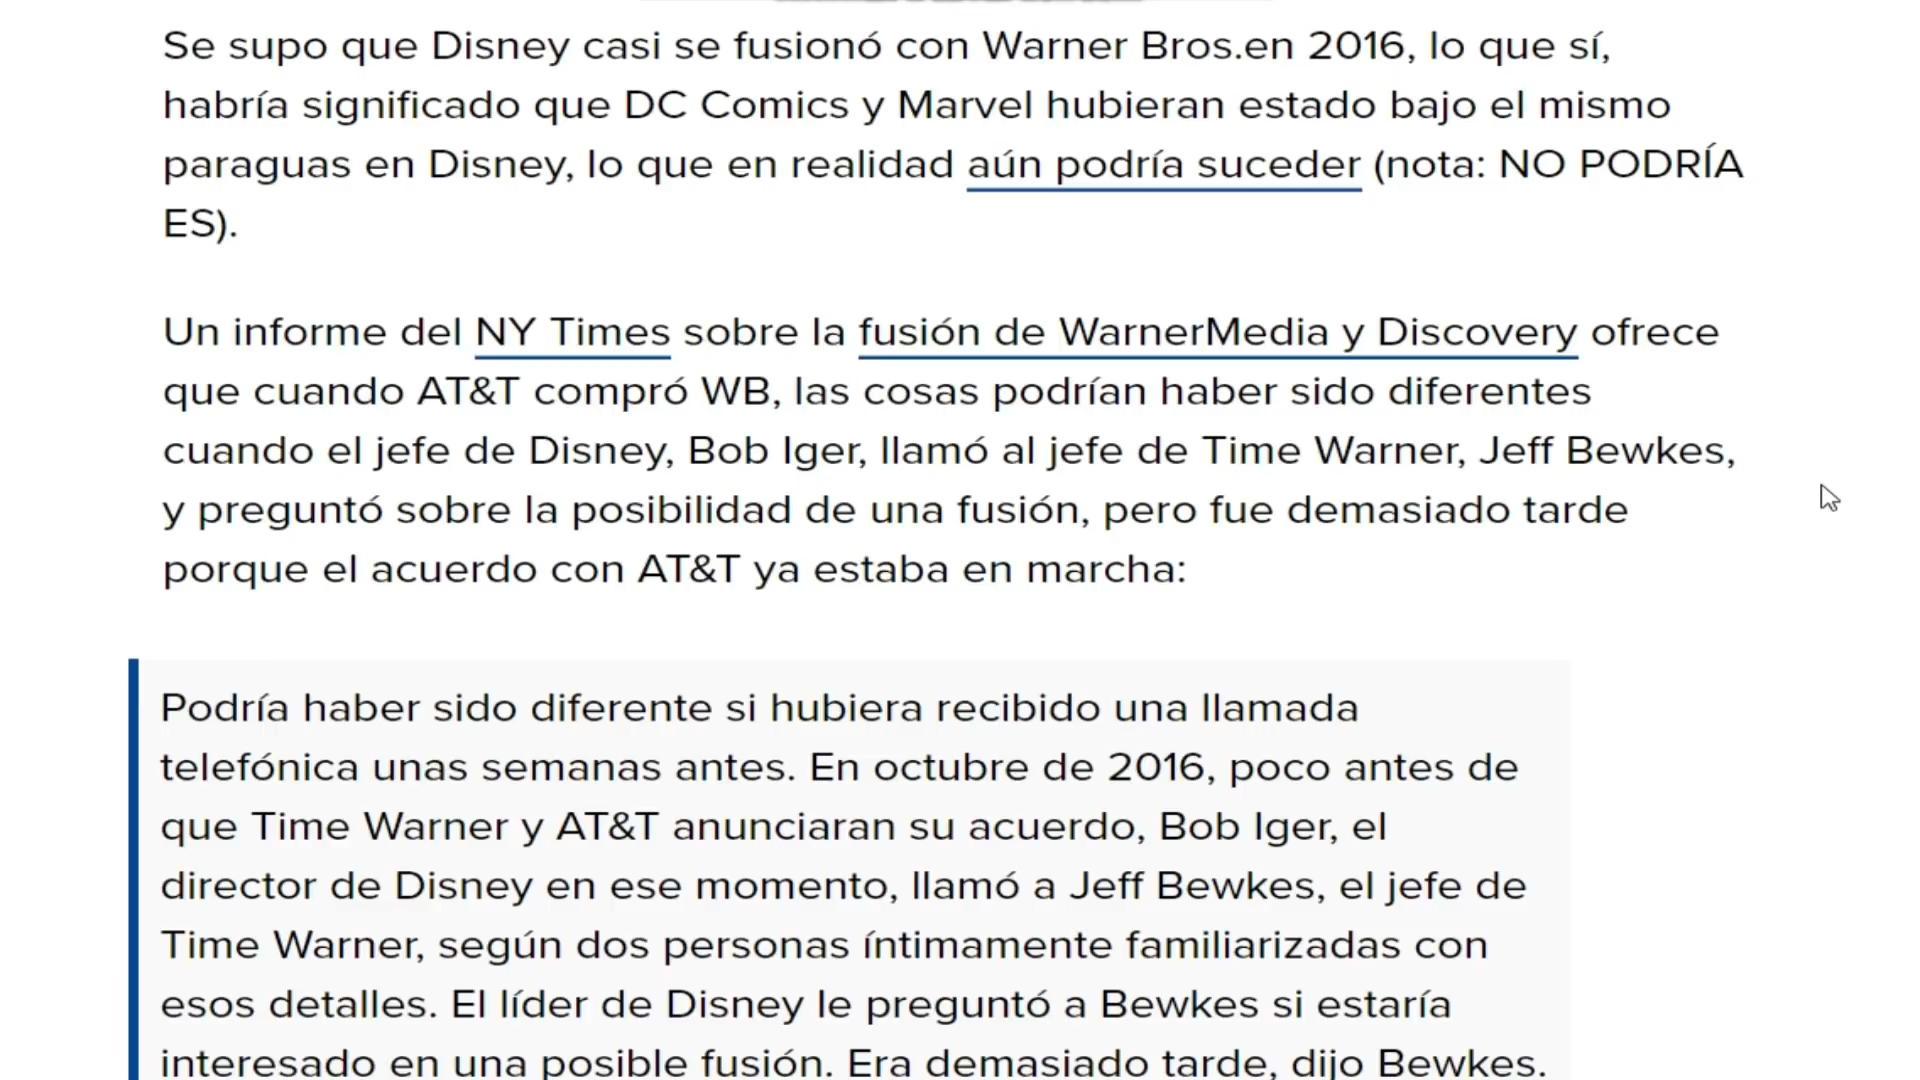 Se supo que Disney casi se fusionó con Warner Bros.en 2016, lo que sí,
habría significado que DC Comics y Marvel hubieran estado bajo el mismo
paraguas en Disney, lo que en realidad aún podría suceder (nota: NO PODRÍA
ES).
Un informe del NY Times sobre la fusión de WarnerMedia y Discovery ofrece
que cuando AT&T compró WB, las cosas podrían haber sido diferentes
cuando el jefe de Disney, Bob Iger, llamó al jefe de Time Warner, Jeff Bewkes,
y preguntó sobre la posibilidad de una fusión, pero fue demasiado tarde
porque el acuerdo con AT&T ya estaba en marcha:
Podría haber sido diferente si hubiera recibido una llamada
telefónica unas semanas antes. En octubre de 2016, poco antes de
que Time Warner y AT&T anunciaran su acuerdo, Bob Iger, el
director de Disney en ese momento, llamó a Jeff Bewkes, el jefe de
Time Warner, según dos personas íntimamente familiarizadas con
esos detalles. El líder de Disney le preguntó a Bewkes si estaría
interesado en una posible fusión. Era demasiado tarde, dijo Bewkes.